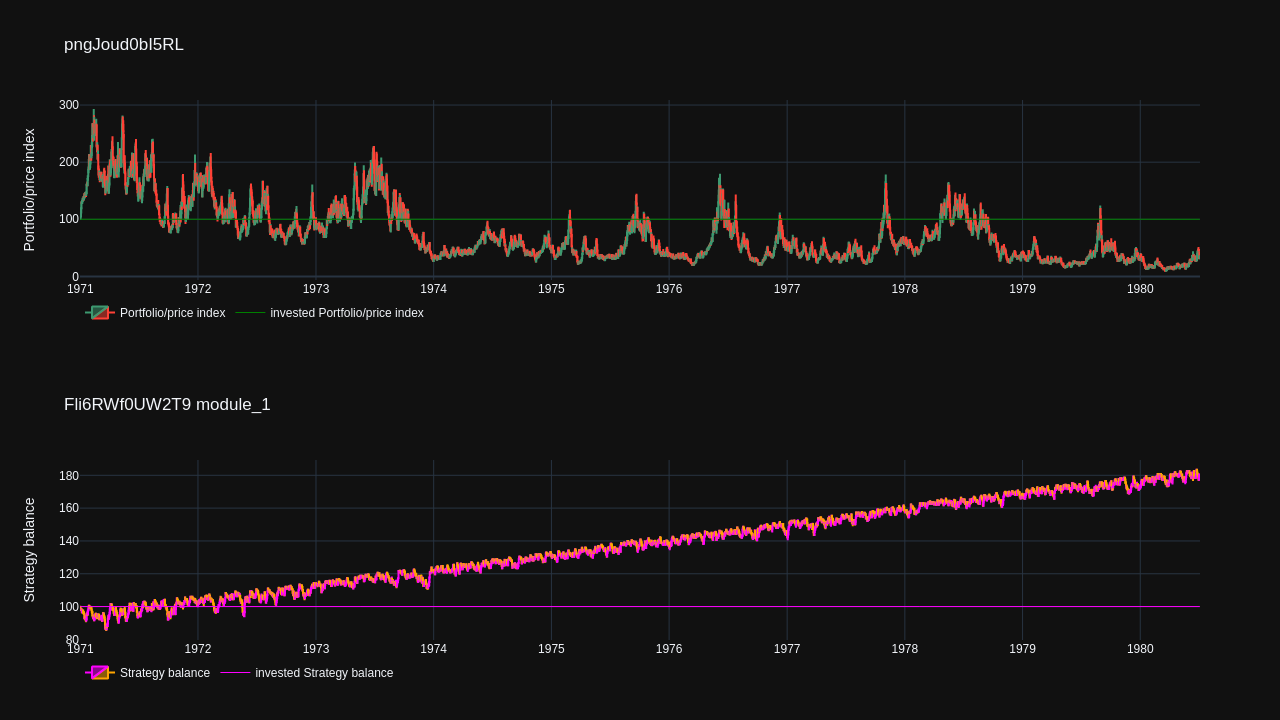 pngJoud0bI5RL
Portfolio/price index
300
200
100
0
1971 1972 1973 1974 1975 1976 1977 1978 1979 1980
Portfolio/price index invested Portfolio/price index
Fli6RWf0UW2T9 module_1
Strategy balance
180
160
140
120
100
80
1971 1972 1973 1974 1975 1976 1977 1978 1979 1980
Strategy balance invested Strategy balance